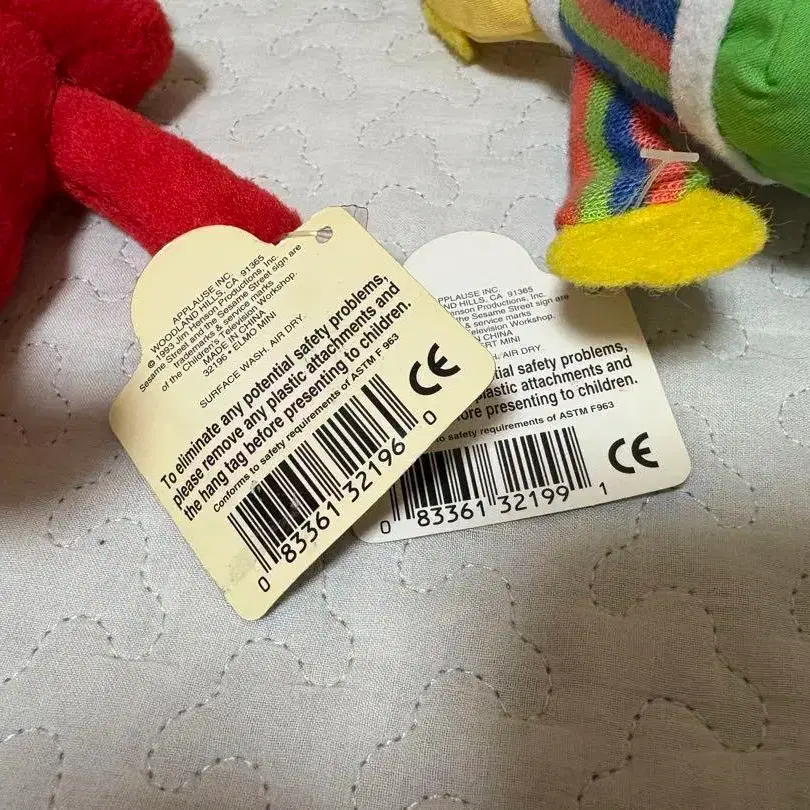 APPLAUSE INC.
WOODLAND HILLS, CA 91365
© 1993 Jim Henson Productions, Inc.
Sesame Street and the Sesame Street sign are
trademarks & service marks
of the Children's Television Workshop.
MADE IN CHINA
32196 • ELMO MINI
SURFACE WASH. AIR DRY.
To eliminate any potential safety problems,
please remove any plastic attachments and
the hang tag before presenting to children.
Conforms to safety requirements of ASTM F 963
CE
0 83361 32196 0
APPLAUSE INC.
WOODLAND HILLS, CA 91365
Productions, Inc.
the Sesame Street sign are
& service marks
Television Workshop.
CHINA
MINI
AIR DRY.
safety problems,
plastic attachments and
presenting to children.
to safety requirements of ASTM F963
CE
0 83361 32199 1